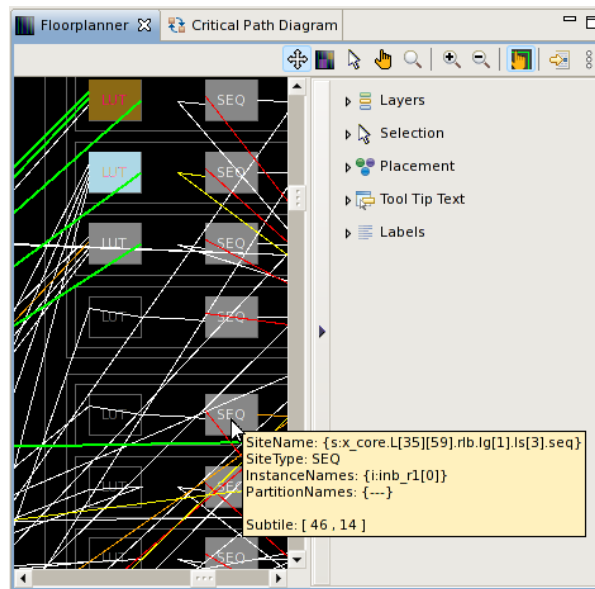 Floorplanner Critical Path Diagram
LUT SEQ
LUT SEQ
LUT SEQ
LUT SEQ
LUT SEQ
LUT SEQ
LUT SEQ
Layers
Selection
Placement
Tool Tip Text
Labels
SiteName: {s:x_core.L[35][59].rlb.lg[1].ls[3].seq}
SiteType: SEQ
InstanceNames: {i:inb_r1[0]}
PartitionNames: {---}
Subtile: [ 46 , 14 ]